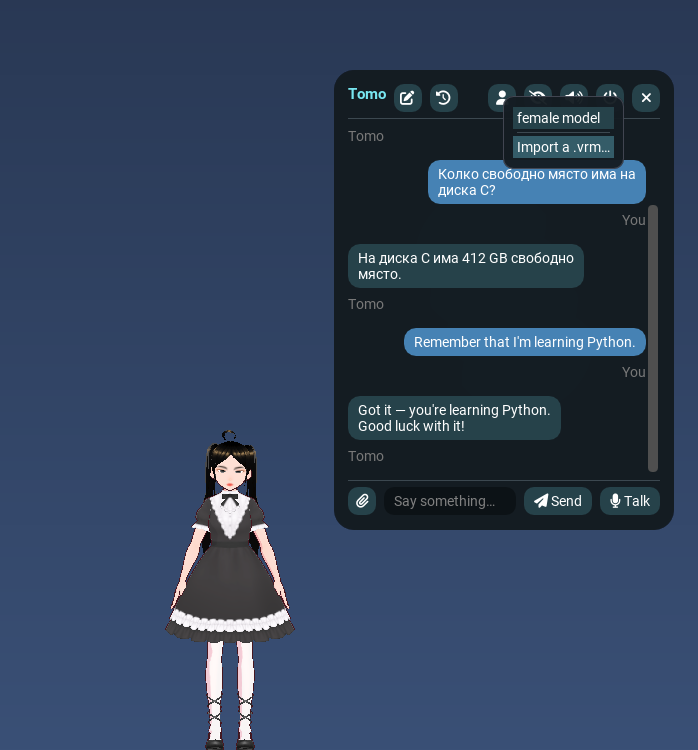 Tomo
female model
Import a .vrm…
Tomo
Колко свободно място има на
диска C?
You
На диска C има 412 GB свободно
място.
Tomo
Remember that I'm learning Python.
You
Got it — you're learning Python.
Good luck with it!
Tomo
Say something…
Send
Talk